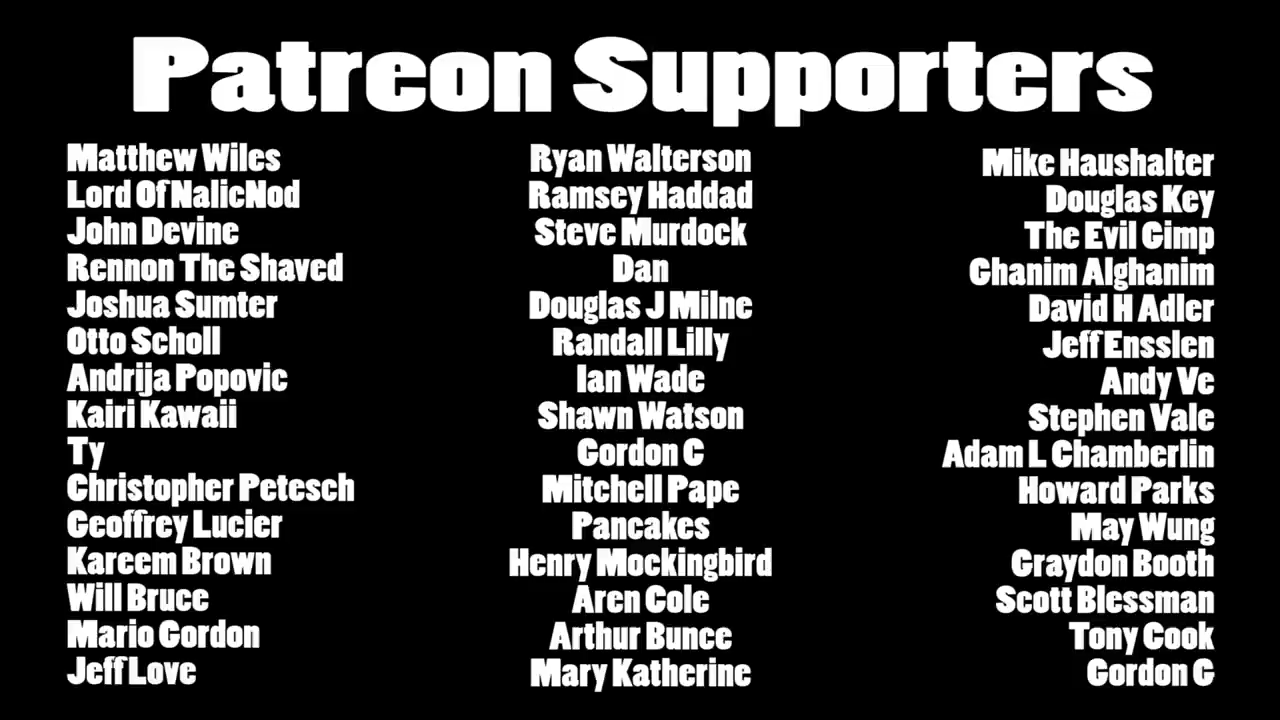 Patreon Supporters
Matthew Wiles
Lord Of NalicNod
John Devine
Rennon The Shaved
Joshua Sumter
Otto Scholl
Andrija Popovic
Kairi Kawaii
Ty
Christopher Petesch
Geoffrey Lucier
Kareem Brown
Will Bruce
Mario Gordon
Jeff Love
Ryan Walterson
Ramsey Haddad
Steve Murdock
Dan
Douglas J Milne
Randall Lilly
Ian Wade
Shawn Watson
Gordon C
Mitchell Pape
Pancakes
Henry Mockingbird
Aren Cole
Arthur Bunce
Mary Katherine
Mike Haushalter
Douglas Key
The Evil Gimp
Ghanim Alghanim
David H Adler
Jeff Ensslen
Andy Ve
Stephen Vale
Adam L Chamberlin
Howard Parks
May Wung
Graydon Booth
Scott Blessman
Tony Cook
Gordon G